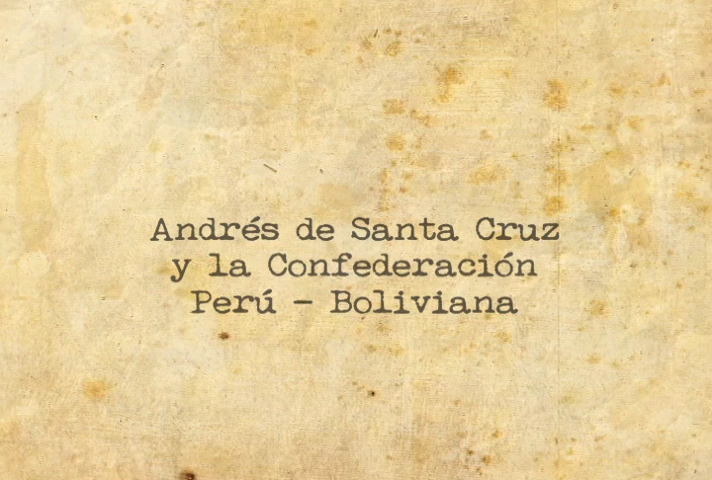 Andrés de Santa Cruz
y la Confederación
Perú - Boliviana